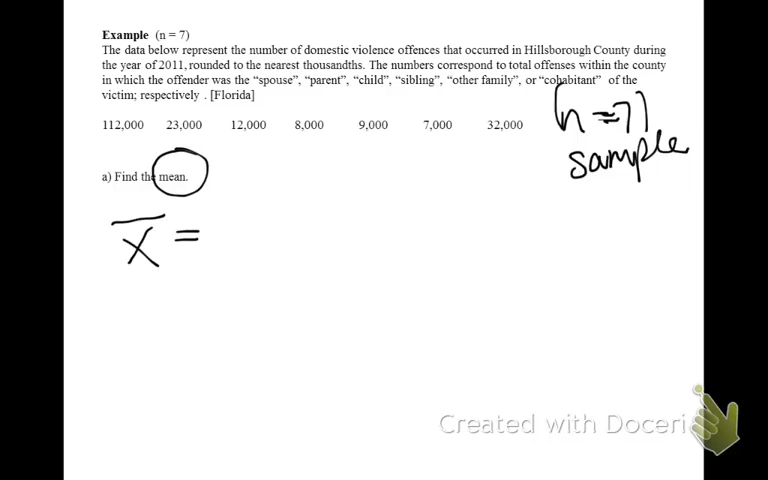 Example (n = 7)
The data below represent the number of domestic violence offences that occurred in Hillsborough County during
the year of 2011, rounded to the nearest thousandths. The numbers correspond to total offenses within the county
in which the offender was the “spouse”, “parent”, “child”, “sibling”, “other family”, or “cohabitant” of the
victim; respectively . [Florida]
112,000 23,000 12,000 8,000 9,000 7,000 32,000
(n = 7)
sample
a) Find the mean.
x̅ =
Created with Doceri